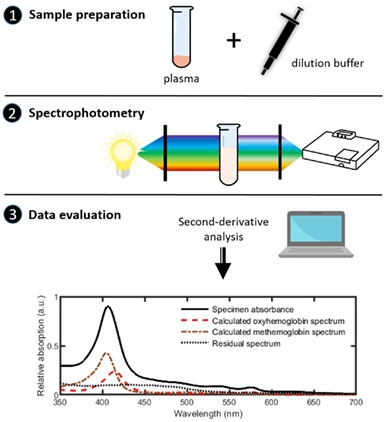 1 Sample preparation
+
plasma
dilution buffer
2 Spectrophotometry
3 Data evaluation
Second-derivative
analysis
Relative absorption (a.u.)
1
0.5
0
Specimen absorbance
Calculated oxyhemoglobin spectrum
Calculated methemoglobin spectrum
Residual spectrum
350 400 450 500 550 600 650 700
Wavelength (nm)